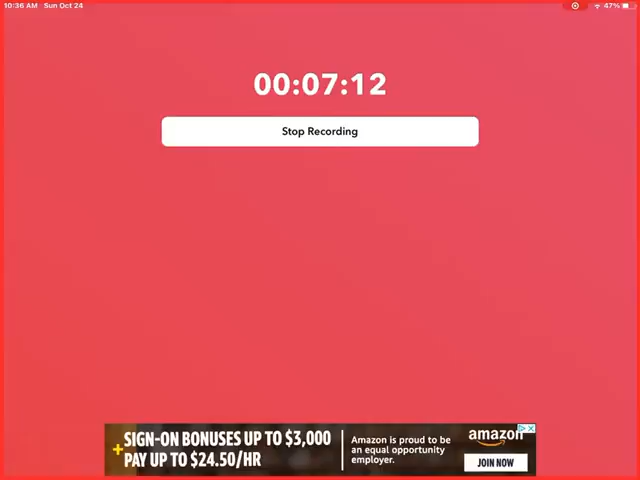 10:36 AM Sun Oct 24
47%
00:07:12
Stop Recording
+ SIGN-ON BONUSES UP TO $3,000
PAY UP TO $24.50/HR
Amazon is proud to be
an equal opportunity
employer.
amazon
JOIN NOW